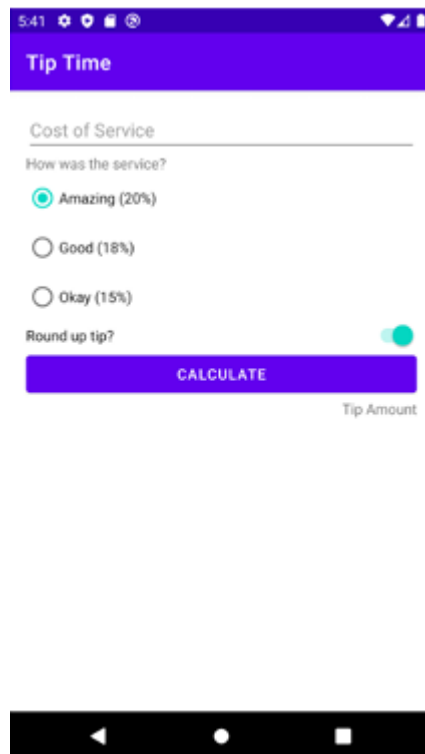 5:41
Tip Time
Cost of Service
How was the service?
Amazing (20%)
Good (18%)
Okay (15%)
Round up tip?
CALCULATE
Tip Amount